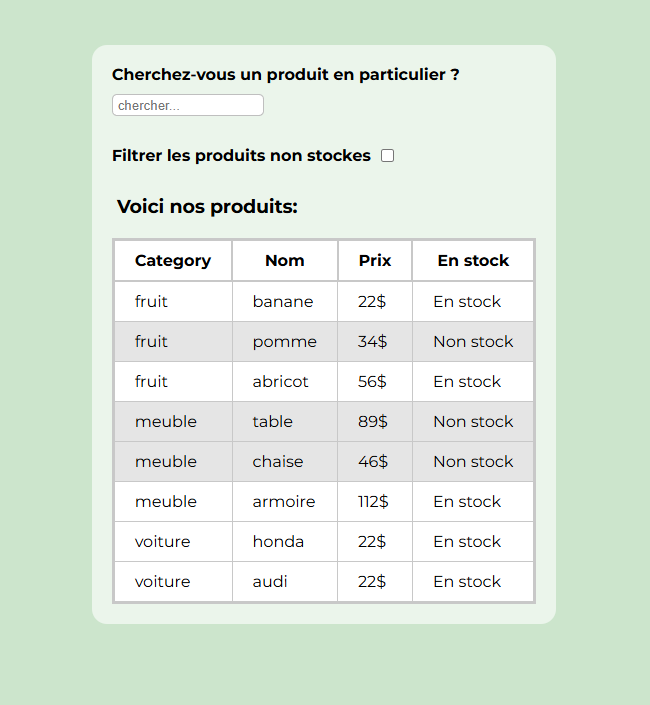 Cherchez-vous un produit en particulier ?
chercher...
Filtrer les produits non stockes
Voici nos produits:
Category Nom Prix En stock
fruit banane 22$ En stock
fruit pomme 34$ Non stock
fruit abricot 56$ En stock
meuble table 89$ Non stock
meuble chaise 46$ Non stock
meuble armoire 112$ En stock
voiture honda 22$ En stock
voiture audi 22$ En stock